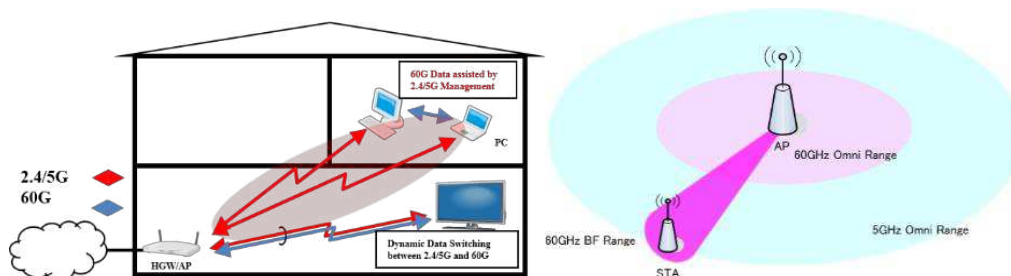 60G Data assisted by
2.4/5G Management
PC
2.4/5G
60G
HGW/AP
Dynamic Data Switching
between 2.4/5G and 60G
AP
60GHz Omni Range
60GHz BF Range
5GHz Omni Range
STA